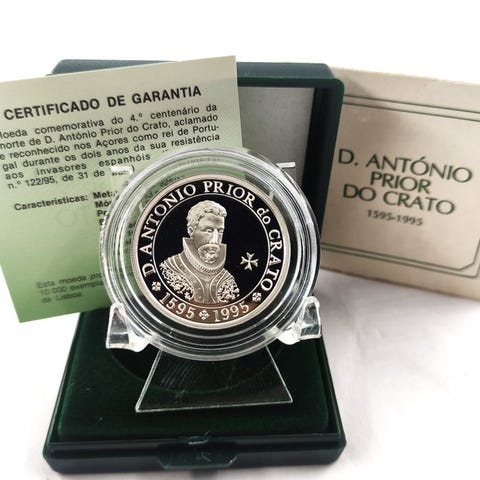 CERTIFICADO DE GARANTIA
Moeda comemorativa do 4.º centenário da
morte de D. António Prior do Crato, aclamado
e reconhecido nos Açores como rei de Portu-
gal durante os dois anos da sua resistência
aos invasores espanhóis
n.º 122/95, de 31 de
Características:
Esta moeda
10 000
de Lisboa.
D. ANTONIO PRIOR do CRATO
1595 1995
D. ANTÓNIO
PRIOR
DO CRATO
1595-1995